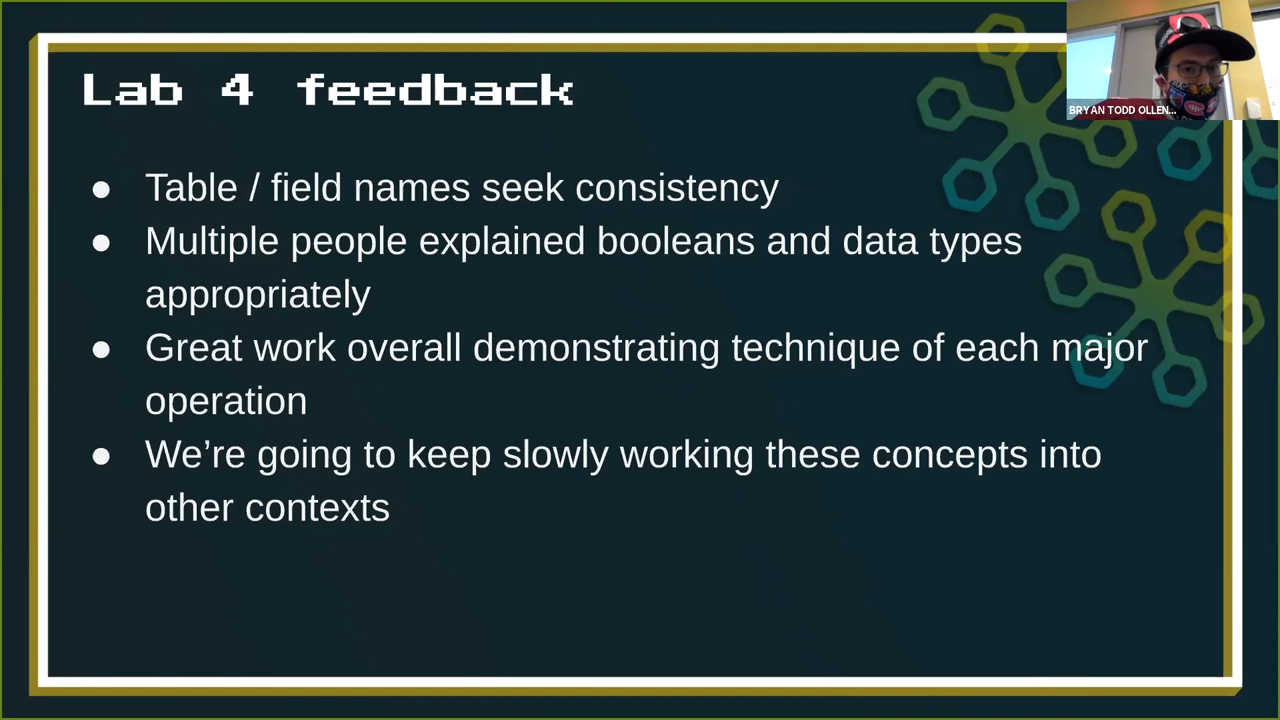 Lab 4 feedback
● Table / field names seek consistency
● Multiple people explained booleans and data types
appropriately
● Great work overall demonstrating technique of each major
operation
● We’re going to keep slowly working these concepts into
other contexts
BRYAN TODD OLLEN...